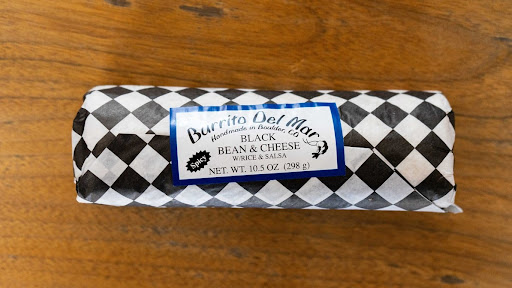 Burrito Del Mar
Handmade in Boulder, Co
BLACK
BEAN & CHEESE
W/RICE & SALSA
Spicy
NET. WT. 10.5 OZ (298 g)